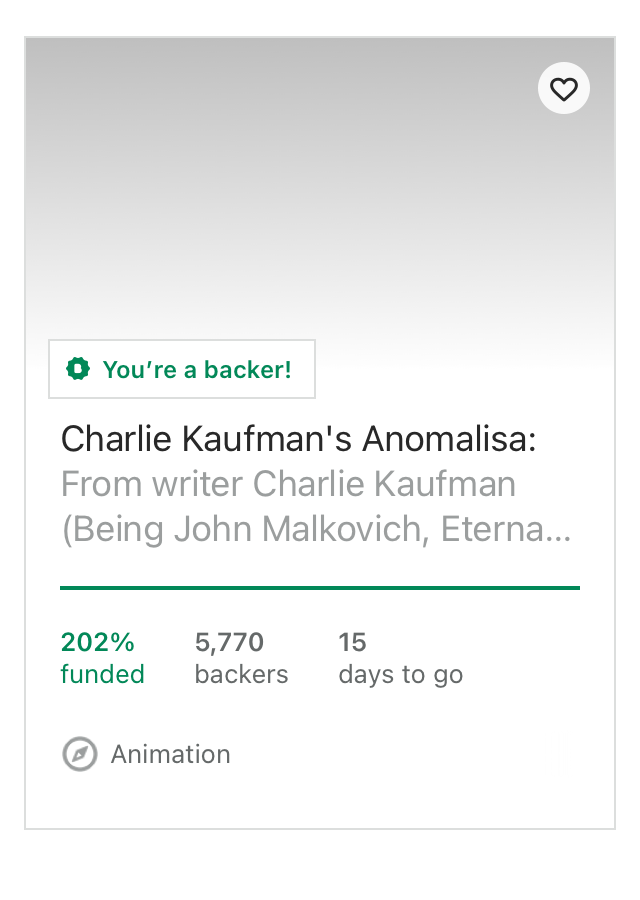 You’re a backer!
Charlie Kaufman's Anomalisa:
From writer Charlie Kaufman
(Being John Malkovich, Eterna...
202% 5,770 15
funded backers days to go
Animation